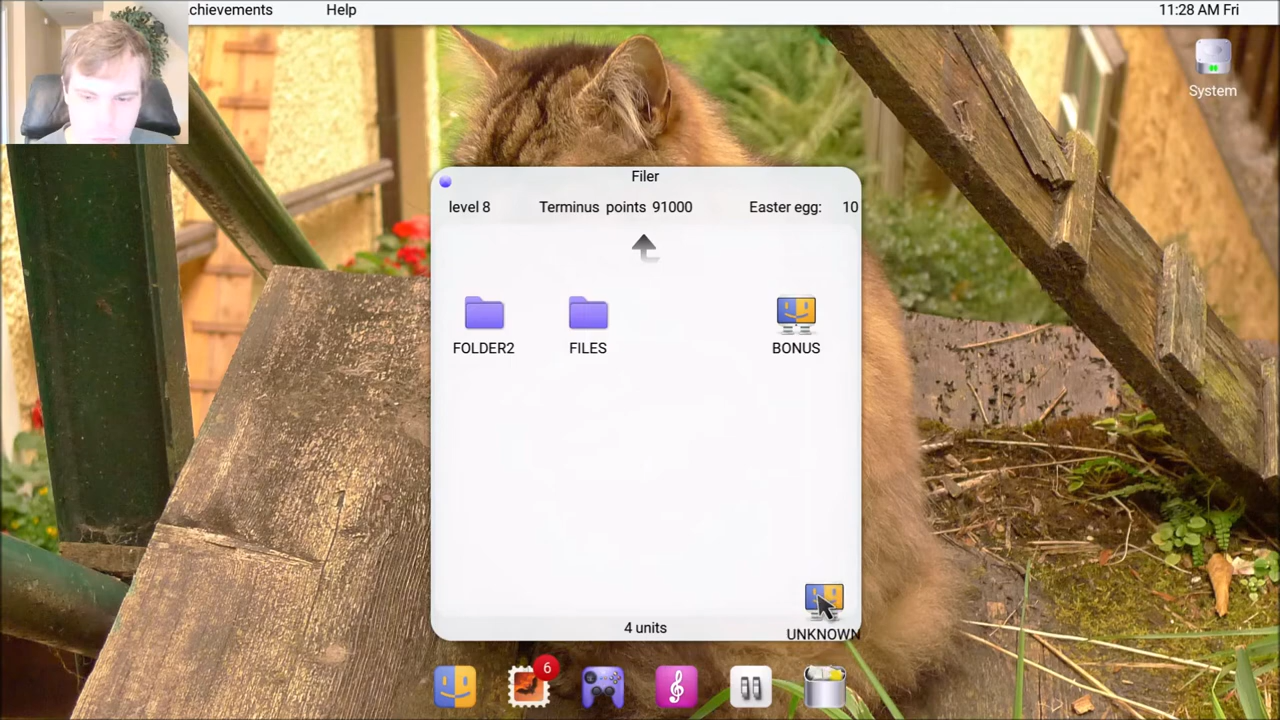 chievements Help 11:28 AM Fri
System
Filer
level 8 Terminus points 91000 Easter egg: 10
FOLDER2 FILES BONUS
UNKNOWN
4 units
6